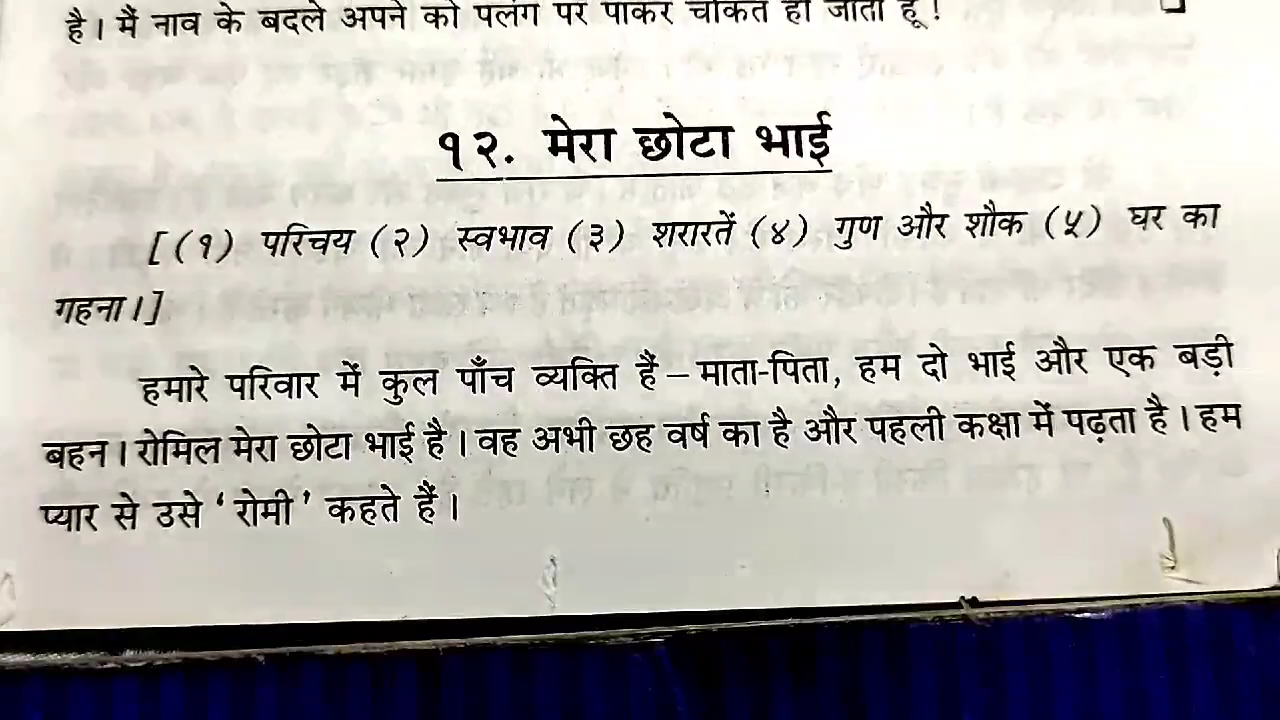 है। मैं नाव के बदले अपने को पलंग पर पाकर चकित हो जाता हूँ!
१२. मेरा छोटा भाई
[(१) परिचय (२) स्वभाव (३) शरारतें (४) गुण और शौक (५) घर का
गहना।]
हमारे परिवार में कुल पाँच व्यक्ति हैं – माता-पिता, हम दो भाई और एक बड़ी
बहन। रोमिल मेरा छोटा भाई है। वह अभी छह वर्ष का है और पहली कक्षा में पढ़ता है। हम
प्यार से उसे ‘रोमी’ कहते हैं।